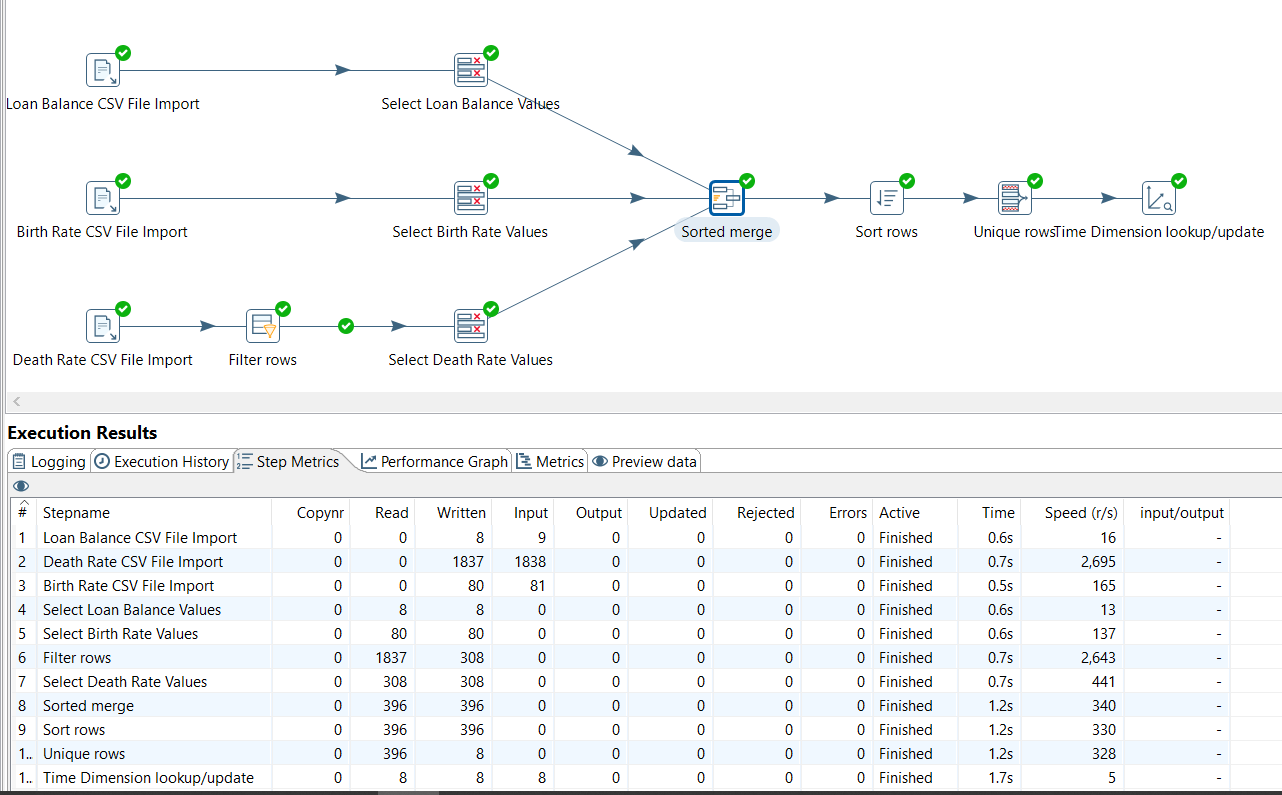 Loan Balance CSV File Import Select Loan Balance Values
Birth Rate CSV File Import Select Birth Rate Values Sorted merge Sort rows Unique rows Time Dimension lookup/update
Death Rate CSV File Import Filter rows Select Death Rate Values
Execution Results
Logging Execution History Step Metrics Performance Graph Metrics Preview data
# Stepname Copynr Read Written Input Output Updated Rejected Errors Active Time Speed (r/s) input/output
1 Loan Balance CSV File Import 0 0 8 9 0 0 0 0 Finished 0.6s 16 -
2 Death Rate CSV File Import 0 0 1837 1838 0 0 0 0 Finished 0.7s 2,695 -
3 Birth Rate CSV File Import 0 0 80 81 0 0 0 0 Finished 0.5s 165 -
4 Select Loan Balance Values 0 8 8 0 0 0 0 0 Finished 0.6s 13 -
5 Select Birth Rate Values 0 80 80 0 0 0 0 0 Finished 0.6s 137 -
6 Filter rows 0 1837 308 0 0 0 0 0 Finished 0.7s 2,643 -
7 Select Death Rate Values 0 308 308 0 0 0 0 0 Finished 0.7s 441 -
8 Sorted merge 0 396 396 0 0 0 0 0 Finished 1.2s 340 -
9 Sort rows 0 396 396 0 0 0 0 0 Finished 1.2s 330 -
1.. Unique rows 0 396 8 0 0 0 0 0 Finished 1.2s 328 -
1.. Time Dimension lookup/update 0 8 8 8 0 0 0 0 Finished 1.7s 5 -